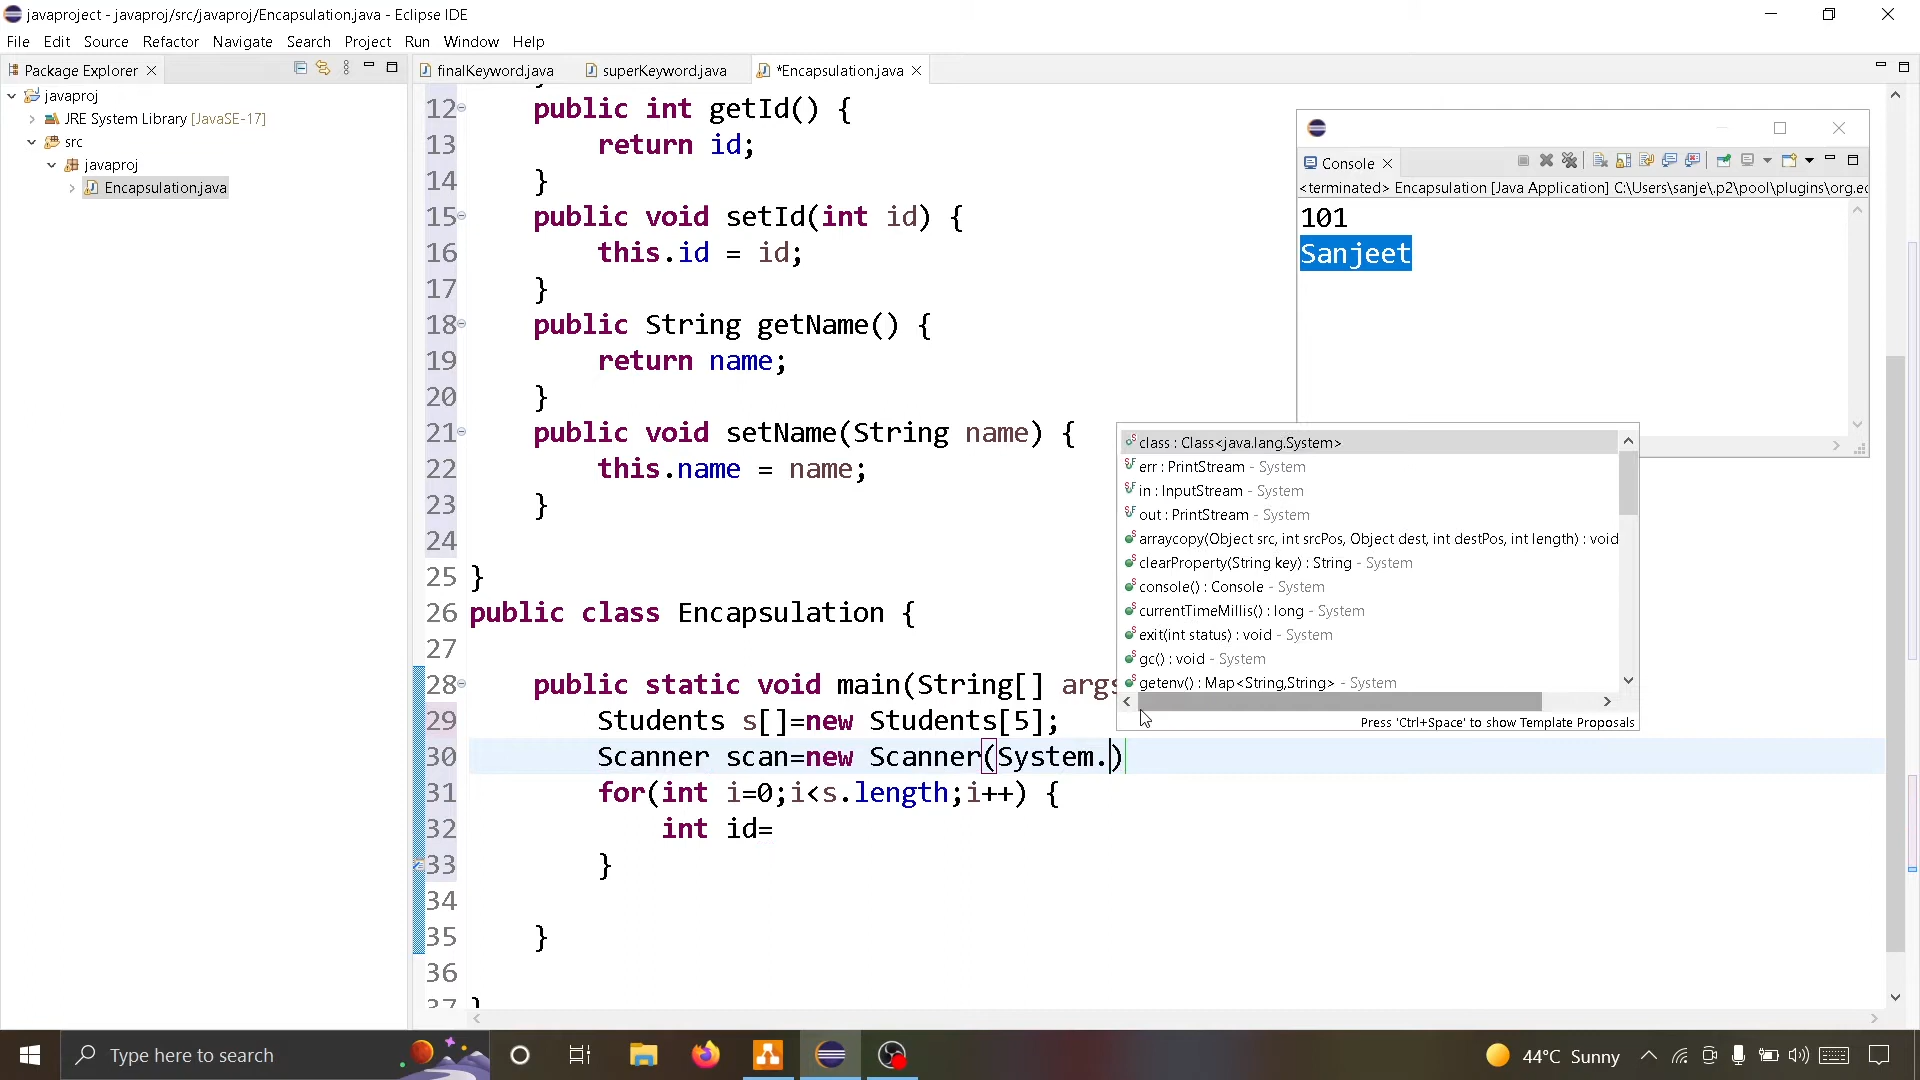 javaproject - javaproj/src/javaproj/Encapsulation.java - Eclipse IDE
File Edit Source Refactor Navigate Search Project Run Window Help
Package Explorer
javaproj
JRE System Library [JavaSE-17]
src
javaproj
Encapsulation.java
finalKeyword.java superKeyword.java *Encapsulation.java
12 public int getId() {
13 return id;
14 }
15 public void setId(int id) {
16 this.id = id;
17 }
18 public String getName() {
19 return name;
20 }
21 public void setName(String name) {
22 this.name = name;
23 }
24
25 }
26 public class Encapsulation {
27
28 public static void main(String[] args
29 Students s[]=new Students[5];
30 Scanner scan=new Scanner(System.)
31 for(int i=0;i<s.length;i++) {
32 int id=
33 }
34
35 }
36
37 }
Console
<terminated> Encapsulation [Java Application] C:\Users\sanje\.p2\pool\plugins\org.ec
101
Sanjeet
class : Class<java.lang.System>
err : PrintStream - System
in : InputStream - System
out : PrintStream - System
arraycopy(Object src, int srcPos, Object dest, int destPos, int length) : void
clearProperty(String key) : String - System
console() : Console - System
currentTimeMillis() : long - System
exit(int status) : void - System
gc() : void - System
getenv() : Map<String,String> - System
Press 'Ctrl+Space' to show Template Proposals
Type here to search
44°C Sunny